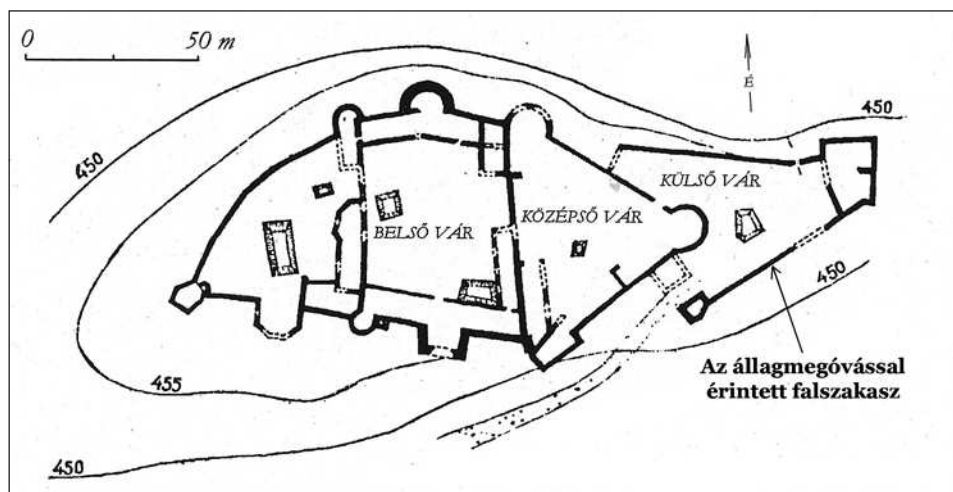 0 50 m
É
450
450
KÜLSŐ VÁR
KÖZÉPSŐ VÁR
BELSŐ VÁR
450
Az állagmegóvással
érintett falszakasz
455
450